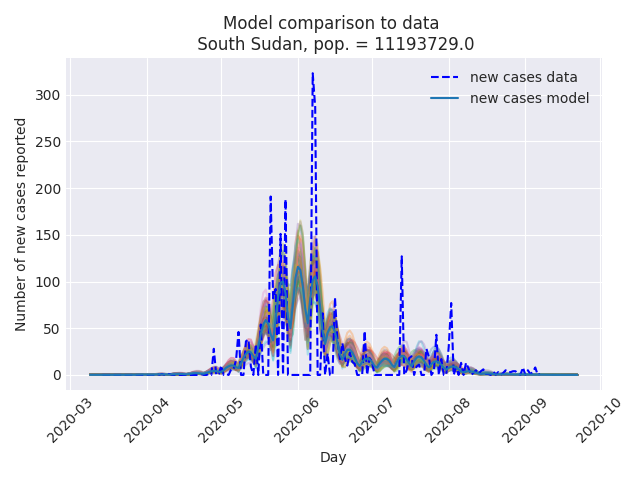 Model comparison to data
South Sudan, pop. = 11193729.0
new cases data
new cases model
Number of new cases reported
300
250
200
150
100
50
0
2020-03
2020-04
2020-05
2020-06
2020-07
2020-08
2020-09
2020-10
Day